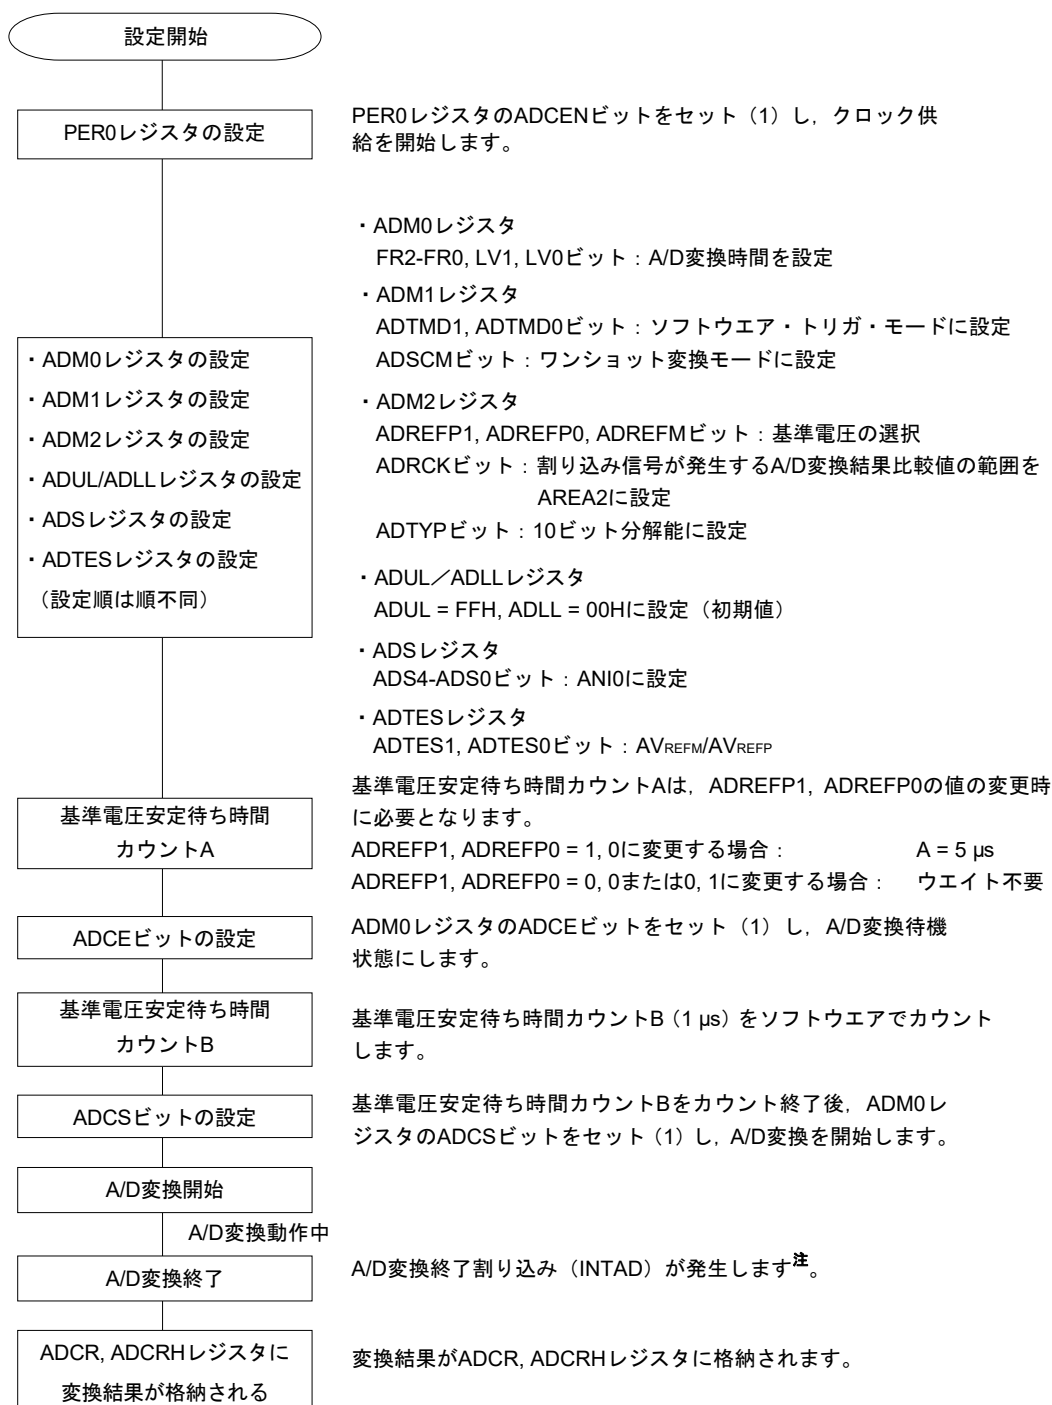 設定開始
PER0レジスタの設定
PER0レジスタのADCENビットをセット（1）し，クロック供
給を開始します。
・ADM0レジスタの設定
・ADM1レジスタの設定
・ADM2レジスタの設定
・ADUL/ADLLレジスタの設定
・ADSレジスタの設定
・ADTESレジスタの設定
（設定順は順不同）
・ADM0レジスタ
FR2-FR0, LV1, LV0ビット：A/D変換時間を設定
・ADM1レジスタ
ADTMD1, ADTMD0ビット：ソフトウエア・トリガ・モードに設定
ADSCMビット：ワンショット変換モードに設定
・ADM2レジスタ
ADREFP1, ADREFP0, ADREFMビット：基準電圧の選択
ADRCKビット：割り込み信号が発生するA/D変換結果比較値の範囲を
AREA2に設定
ADTYPビット：10ビット分解能に設定
・ADUL／ADLLレジスタ
ADUL = FFH, ADLL = 00Hに設定（初期値）
・ADSレジスタ
ADS4-ADS0ビット：ANI0に設定
・ADTESレジスタ
ADTES1, ADTES0ビット：AVREFM/AVREFP
基準電圧安定待ち時間
カウントA
基準電圧安定待ち時間カウントAは，ADREFP1, ADREFP0の値の変更時
に必要となります。
ADREFP1, ADREFP0 = 1, 0に変更する場合： A = 5 μs
ADREFP1, ADREFP0 = 0, 0または0, 1に変更する場合： ウエイト不要
ADCEビットの設定
ADM0レジスタのADCEビットをセット（1）し，A/D変換待機
状態にします。
基準電圧安定待ち時間
カウントB
基準電圧安定待ち時間カウントB（1 μs）をソフトウエアでカウント
します。
ADCSビットの設定
基準電圧安定待ち時間カウントBをカウント終了後，ADM0レ
ジスタのADCSビットをセット（1）し，A/D変換を開始します。
A/D変換開始
A/D変換動作中
A/D変換終了
A/D変換終了割り込み（INTAD）が発生します注。
ADCR, ADCRHレジスタに
変換結果が格納される
変換結果がADCR, ADCRHレジスタに格納されます。